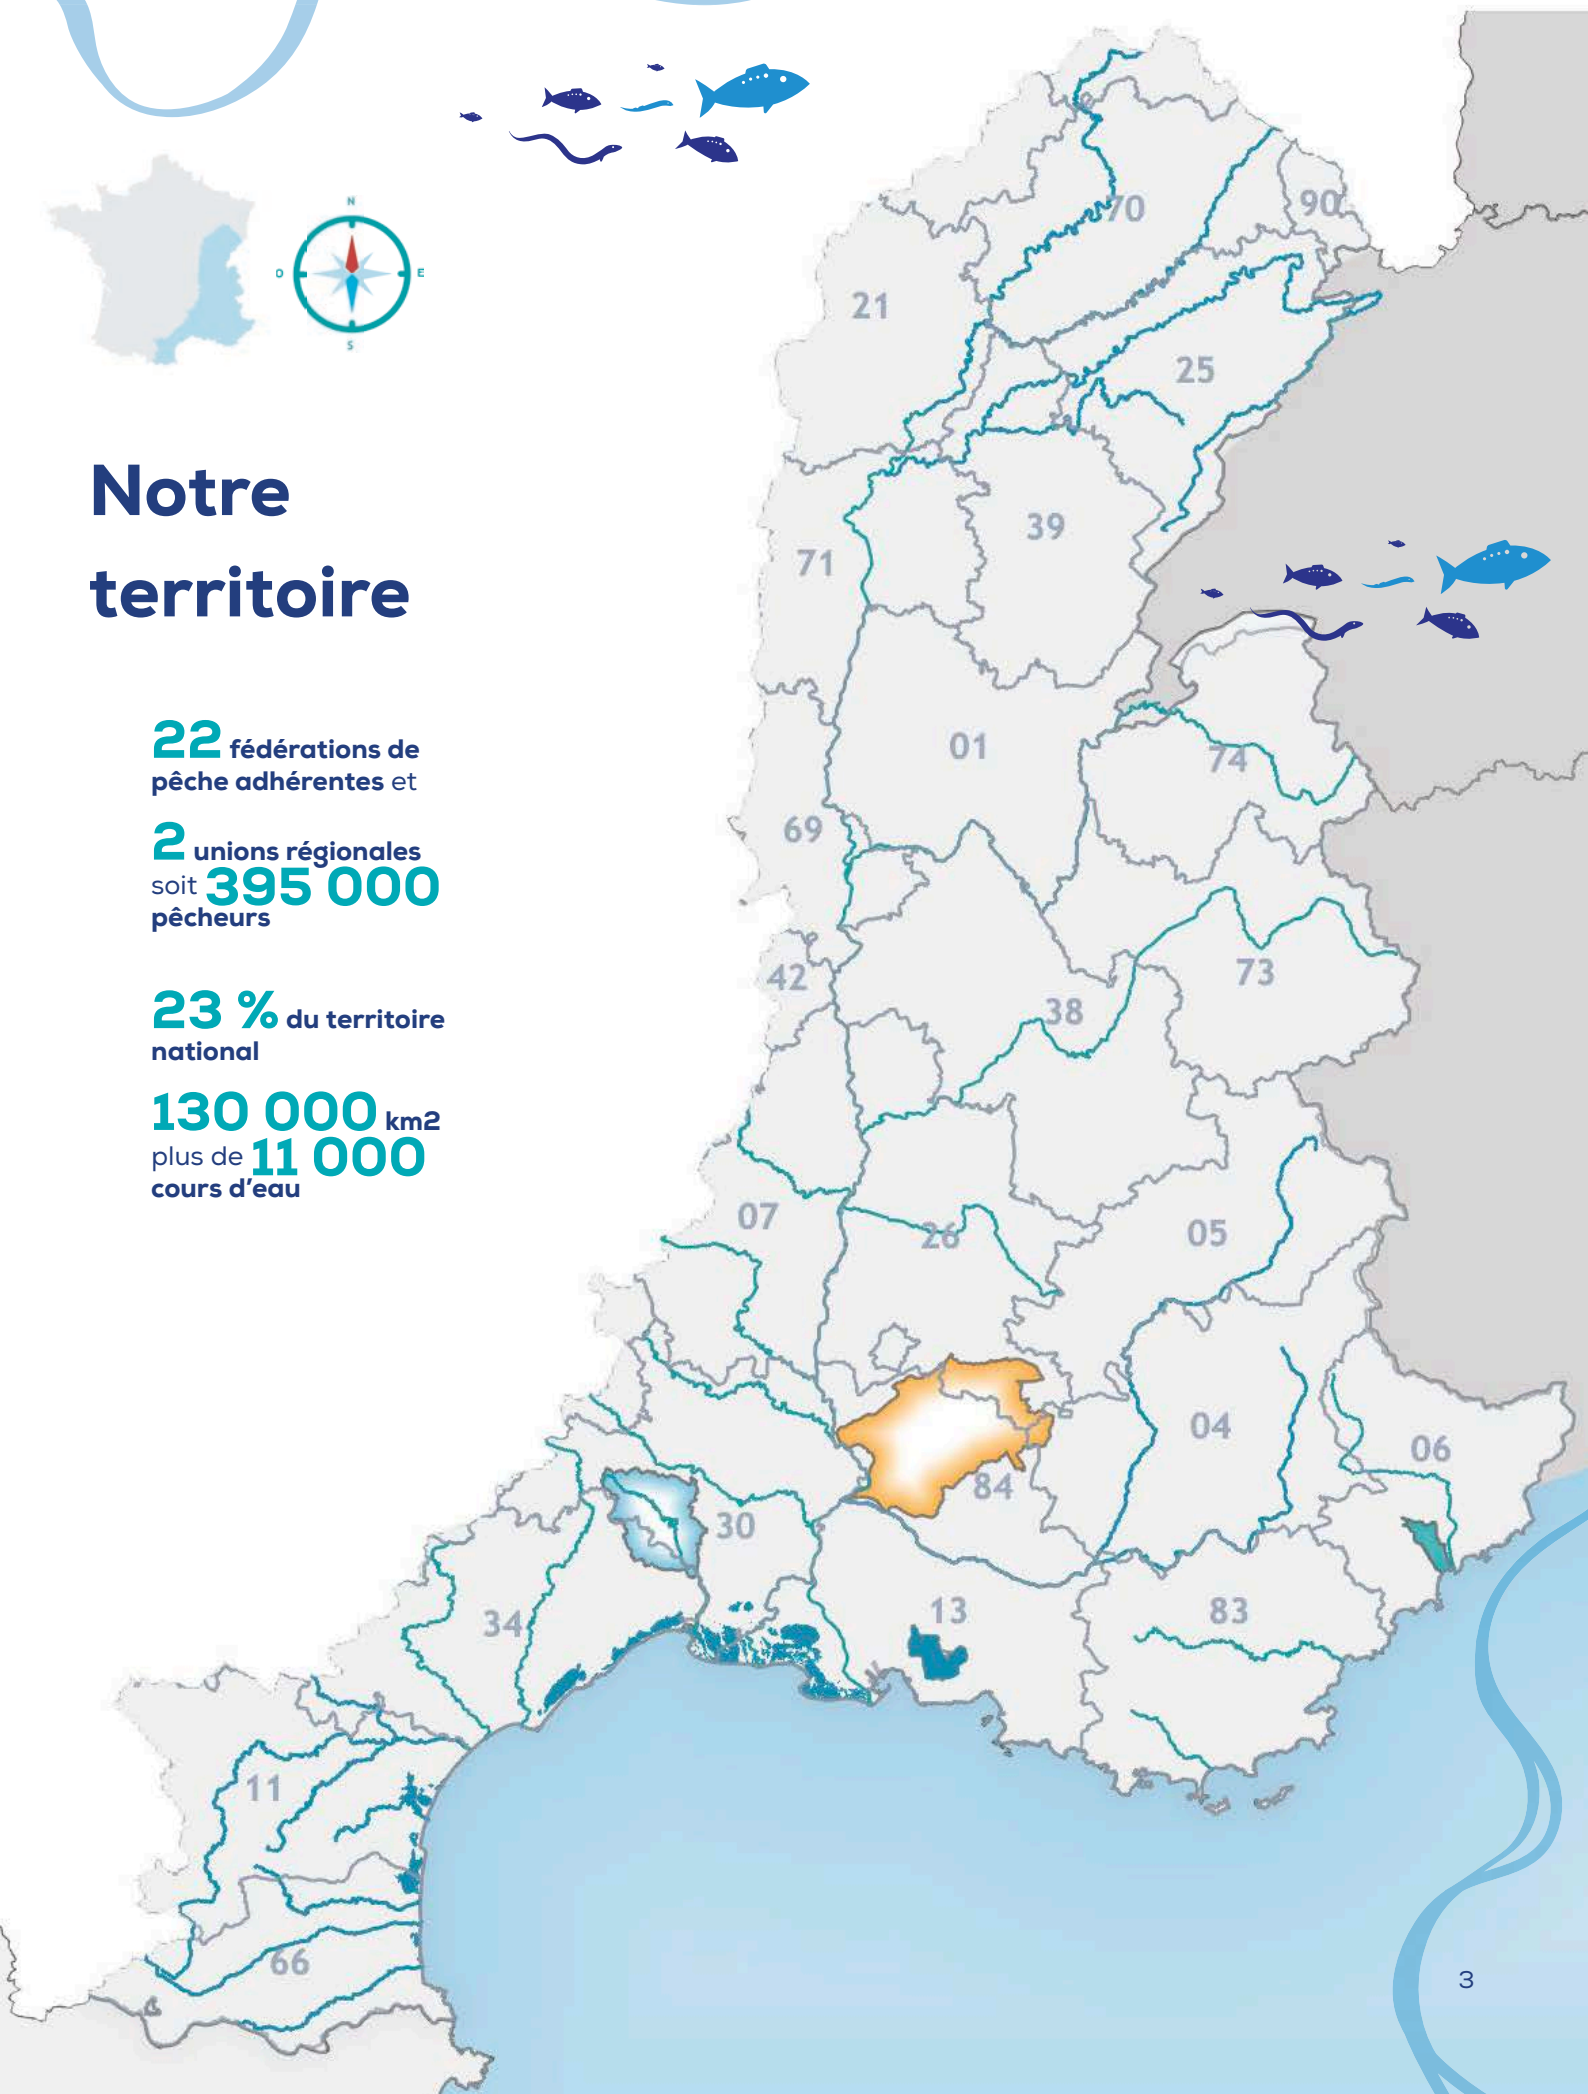 N
O
E
S
Notre
territoire
22 fédérations de
pêche adhérentes et
2 unions régionales
soit 395 000
pêcheurs
23 % du territoire
national
130 000 km2
plus de 11 000
cours d'eau
70
90
21
25
39
71
01
74
69
73
42
38
07
26
05
04
06
84
30
13
83
34
11
66
3